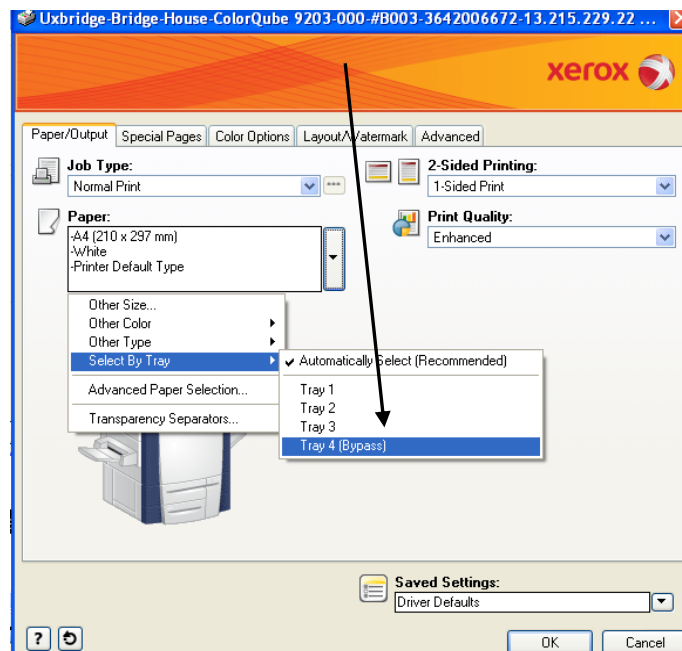 Uxbridge-Bridge-House-ColorQube 9203-000-#B003-3642006672-13.215.229.22 ...
xerox
Paper/Output Special Pages Color Options Layout/Watermark Advanced
Job Type:
Normal Print
2-Sided Printing:
1-Sided Print
Paper:
-A4 (210 x 297 mm)
-White
-Printer Default Type
Print Quality:
Enhanced
Other Size...
Other Color
Other Type
Select By Tray
Automatically Select (Recommended)
Advanced Paper Selection...
Transparency Separators...
Tray 1
Tray 2
Tray 3
Tray 4 (Bypass)
Saved Settings:
Driver Defaults
?
OK Cancel